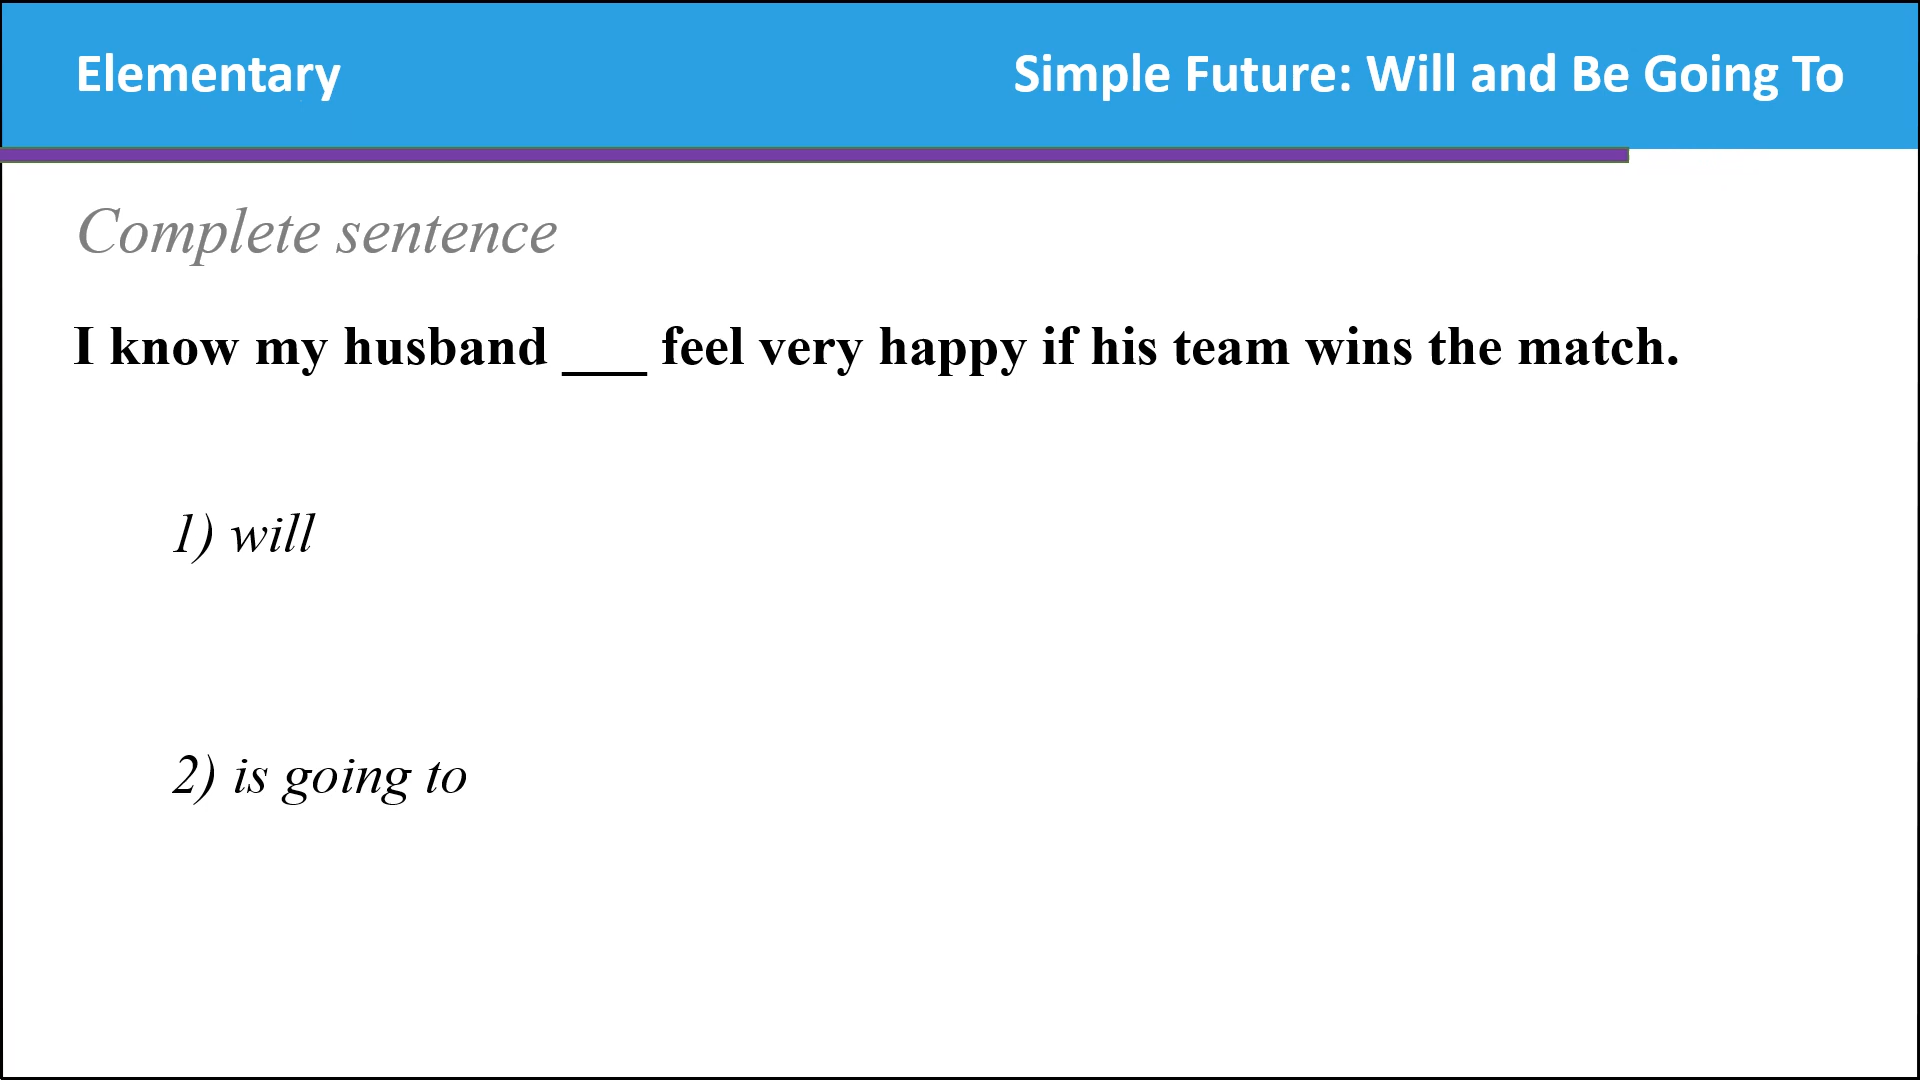 Elementary
Simple Future: Will and Be Going To
Complete sentence
I know my husband ___ feel very happy if his team wins the match.
1) will
2) is going to